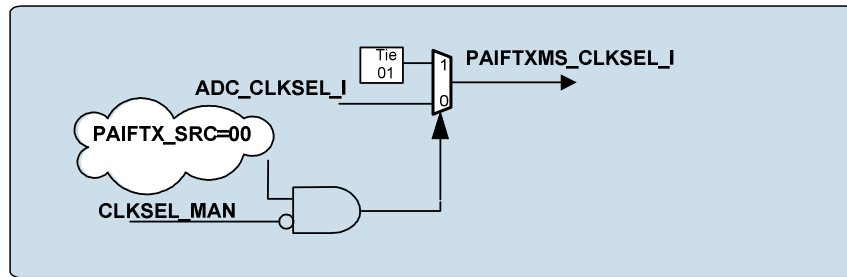 Tie
01
1
PAIFTXMS_CLKSEL_I
ADC_CLKSEL_I
0
PAIFTX_SRC=00
CLKSEL_MAN